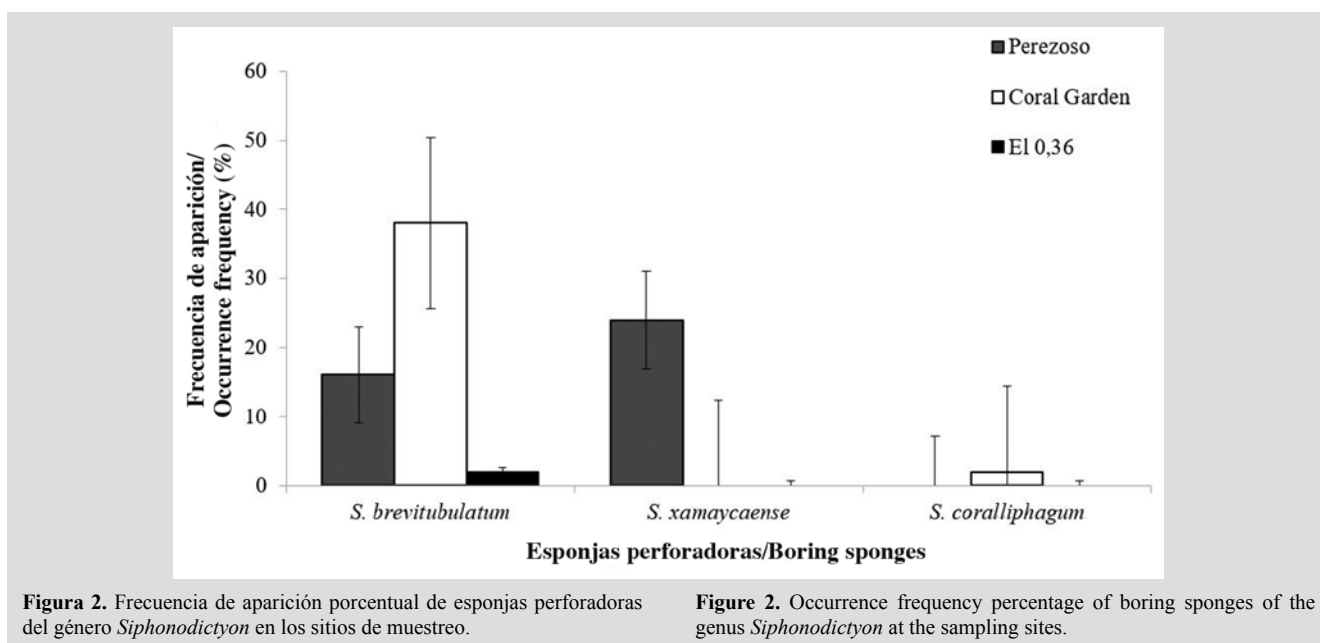 Perezoso
Coral Garden
El 0,36
Frecuencia de aparición/
Occurrence frequency (%)
60
50
40
30
20
10
0
S. brevitubulatum
S. xamaycaense
S. coralliphagum
Esponjas perforadoras/Boring sponges
Figura 2. Frecuencia de aparición porcentual de esponjas perforadoras
del género Siphonodictyon en los sitios de muestreo.
Figure 2. Occurrence frequency percentage of boring sponges of the
genus Siphonodictyon at the sampling sites.